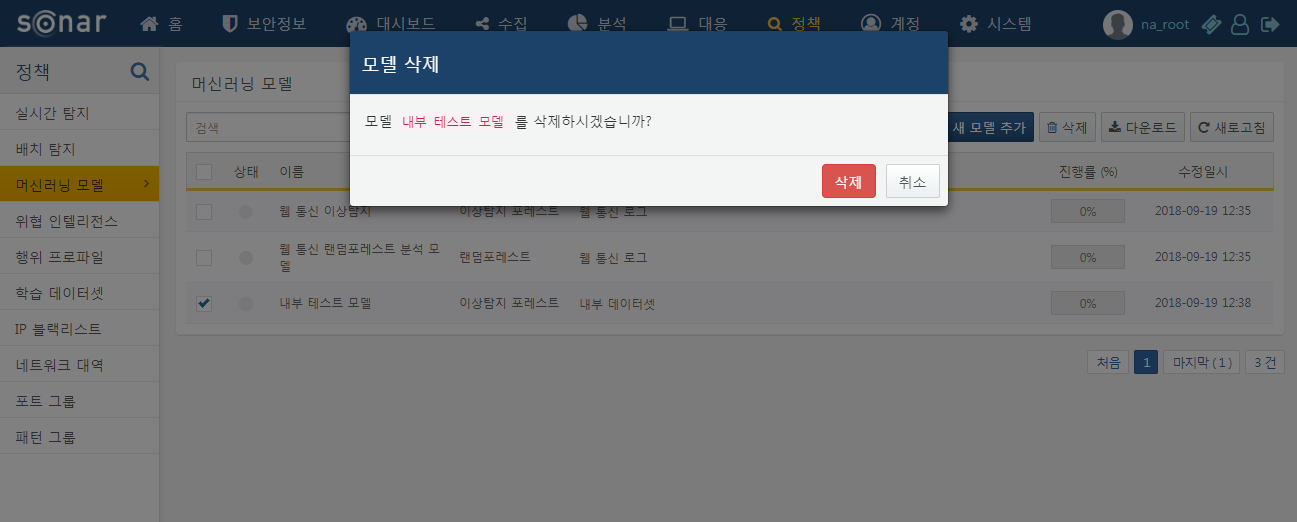 sonar 홈 보안정보 대시보드 수집 분석 대응 정책 계정 시스템 na_root
정책
실시간 탐지
배치 탐지
머신러닝 모델
위협 인텔리전스
행위 프로파일
학습 데이터셋
IP 블랙리스트
네트워크 대역
포트 그룹
패턴 그룹
모델 삭제
모델 내부 테스트 모델 를 삭제하시겠습니까?
삭제 취소
머신러닝 모델
검색 새 모델 추가 삭제 다운로드 새로고침
상태 이름 진행률 (%) 수정일시
웹 통신 이상탐지 이상탐지 포레스트 웹 통신 로그 0% 2018-09-19 12:35
웹 통신 랜덤포레스트 분석 모
델 랜덤포레스트 웹 통신 로그 0% 2018-09-19 12:35
내부 테스트 모델 이상탐지 포레스트 내부 데이터셋 0% 2018-09-19 12:38
처음 1 마지막 ( 1 ) 3 건